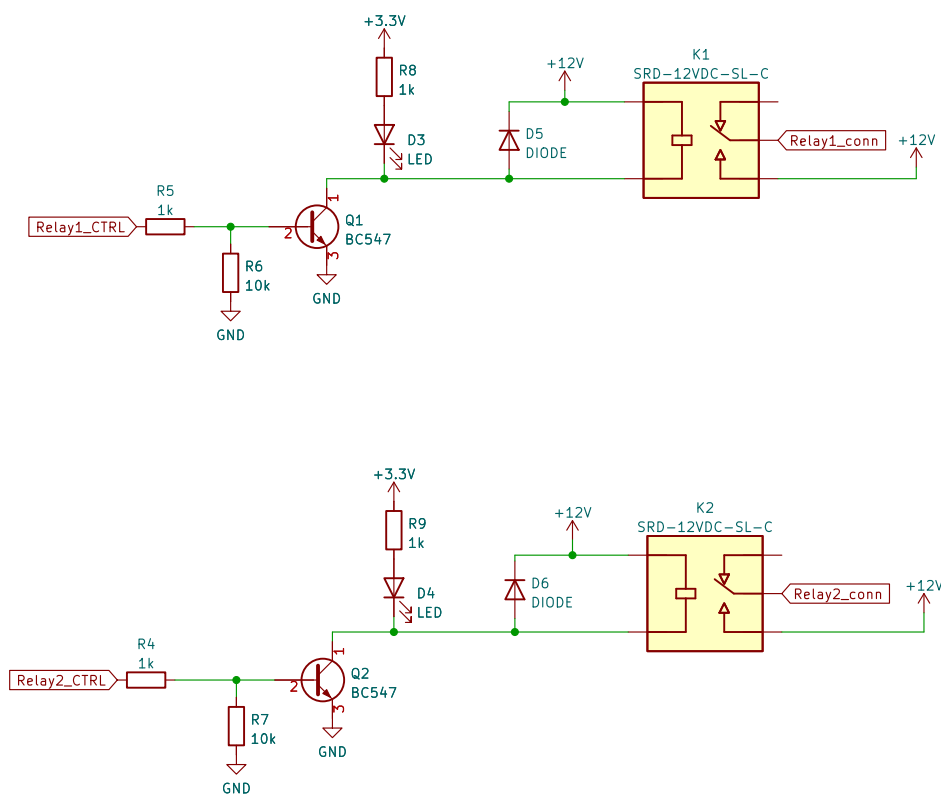 +3.3V
R8
1k
D3
LED
+12V
D5
DIODE
K1
SRD-12VDC-SL-C
Relay1_conn
+12V
R5
1k
Relay1_CTRL
1
2
3
Q1
BC547
R6
10k
GND
GND
+3.3V
R9
1k
D4
LED
+12V
D6
DIODE
K2
SRD-12VDC-SL-C
Relay2_conn
+12V
R4
1k
Relay2_CTRL
1
2
3
Q2
BC547
R7
10k
GND
GND